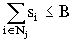 ∑ s_i ≤ B
i∈N_j